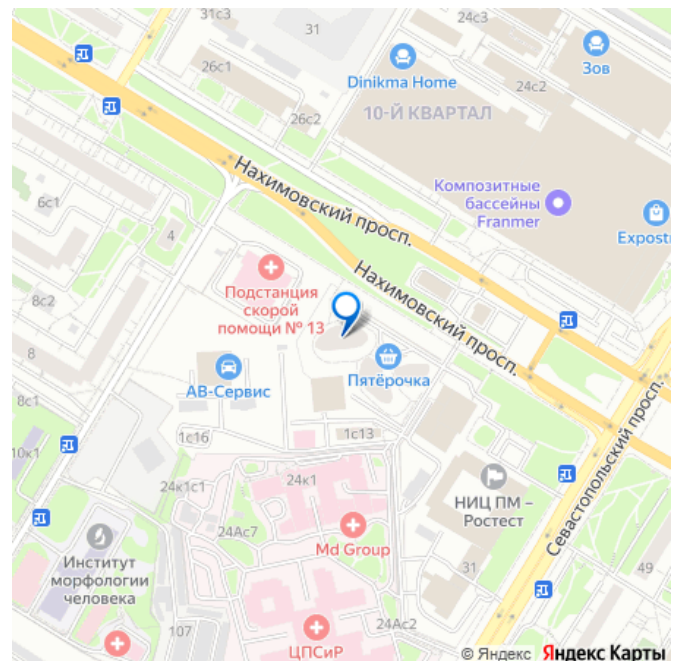 31с3
31
24с3
Зов
26с1
Dinikma Home
24с2
26с2
10-Й КВАРТАЛ
Нахимовский просп.
Композитные
бассейны
Franmer
6с1
4
Expostr
Нахимовский просп.
Подстанция
скорой
помощи № 13
8с2
8
АВ-Сервис
Пятёрочка
8с1
Севастопольский просп.
1с16
1с13
10к1
24к1с1
24к1
НИЦ ПМ –
Ростест
24Ас7
Md Group
Институт
морфологии
человека
31
49
107
24Ас2
ЦПСиР
© Яндекс Яндекс Карты